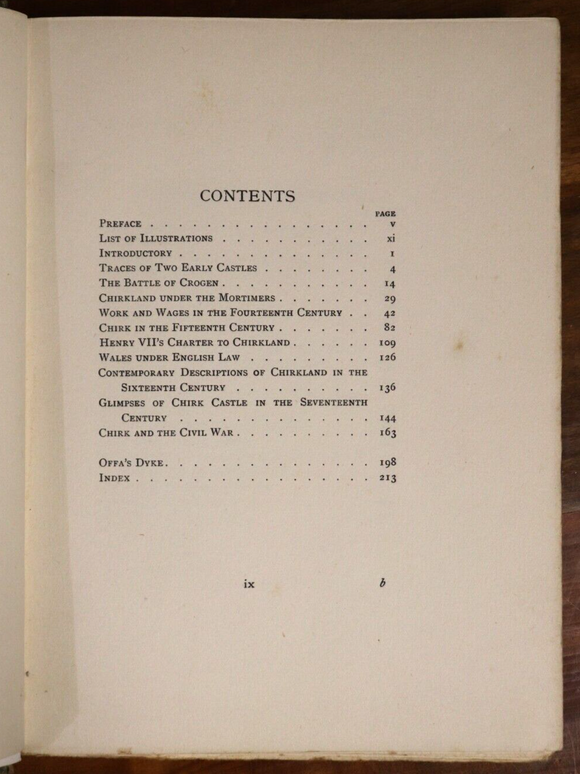 CONTENTS
PAGE
PREFACE . . . . . . . . . . . . . . . . v
LIST OF ILLUSTRATIONS . . . . . . . . . . . xi
INTRODUCTORY . . . . . . . . . . . . . . 1
TRACES OF TWO EARLY CASTLES . . . . . . . . 4
THE BATTLE OF CROGEN . . . . . . . . . . . 14
CHIRKLAND UNDER THE MORTIMERS . . . . . . . 29
WORK AND WAGES IN THE FOURTEENTH CENTURY . . 42
CHIRK IN THE FIFTEENTH CENTURY . . . . . . . 82
HENRY VII'S CHARTER TO CHIRKLAND . . . . . . 109
WALES UNDER ENGLISH LAW . . . . . . . . . 126
CONTEMPORARY DESCRIPTIONS OF CHIRKLAND IN THE
SIXTEENTH CENTURY . . . . . . . . . . 136
GLIMPSES OF CHIRK CASTLE IN THE SEVENTEENTH
CENTURY . . . . . . . . . . . . . . 144
CHIRK AND THE CIVIL WAR . . . . . . . . . . 163
OFFA'S DYKE . . . . . . . . . . . . . . . 198
INDEX . . . . . . . . . . . . . . . . . 213
ix b